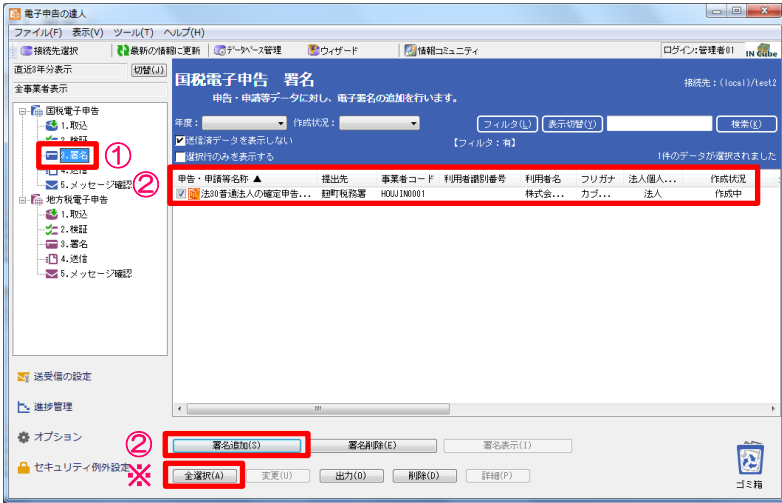 電子申告の達人
ファイル(F) 表示(V) ツール(T) ヘルプ(H)
接続先選択 最新の情報に更新 データベース管理 ウィザード 情報コミュニティ ログイン:管理者01 IN Cube
直近3年分表示 切替(J)
全事業者表示
国税電子申告
1.取込
2.検証
3.署名 ①
4.送信
5.メッセージ確認 ②
地方税電子申告
1.取込
2.検証
3.署名
4.送信
5.メッセージ確認
送受信の設定
進捗管理
オプション
セキュリティ例外設定
国税電子申告 署名 接続先:(local)/test2
申告・申請等データに対し、電子署名の追加を行います。
年度: 作成状況: フィルタ(L) 表示切替(Y) 検索(K)
送信済データを表示しない 【フィルタ:有】
選択行のみを表示する 1件のデータが選択されました
申告・申請等名称 ▲ 提出先 事業者コード 利用者識別番号 利用者名 フリガナ 法人個人... 作成状況
法30普通法人の確定申告... 麹町税務署 HOUJIN0001 株式会... カブ... 法人 作成中
② 署名追加(S) 署名削除(E) 署名表示(I)
※ 全選択(A) 変更(U) 出力(O) 削除(D) 詳細(P)
ゴミ箱